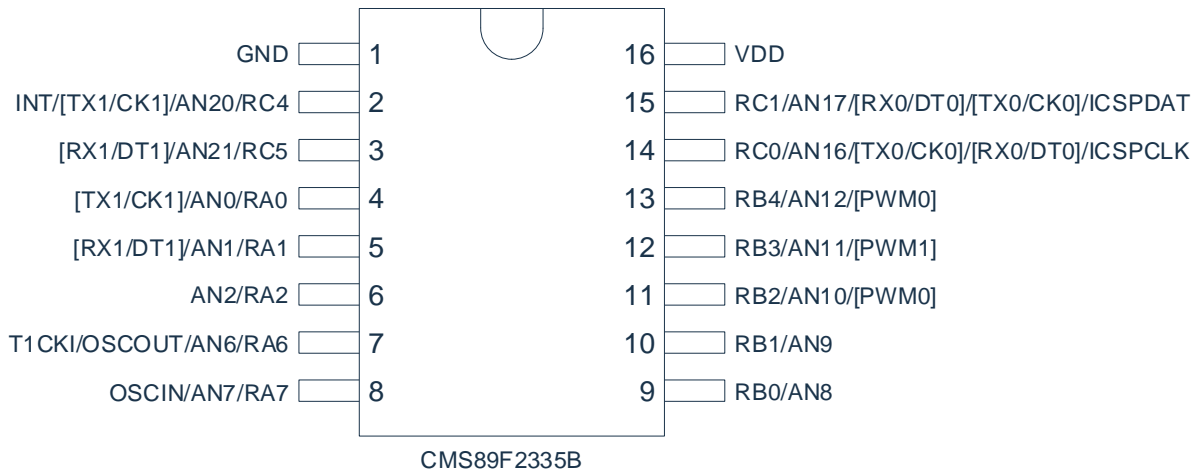 GND 1 16 VDD
INT/[TX1/CK1]/AN20/RC4 2 15 RC1/AN17/[RX0/DT0]/[TX0/CK0]/ICSPDAT
[RX1/DT1]/AN21/RC5 3 14 RC0/AN16/[TX0/CK0]/[RX0/DT0]/ICSPCLK
[TX1/CK1]/AN0/RA0 4 13 RB4/AN12/[PWM0]
[RX1/DT1]/AN1/RA1 5 12 RB3/AN11/[PWM1]
AN2/RA2 6 11 RB2/AN10/[PWM0]
T1CKI/OSCOUT/AN6/RA6 7 10 RB1/AN9
OSCIN/AN7/RA7 8 9 RB0/AN8
CMS89F2335B